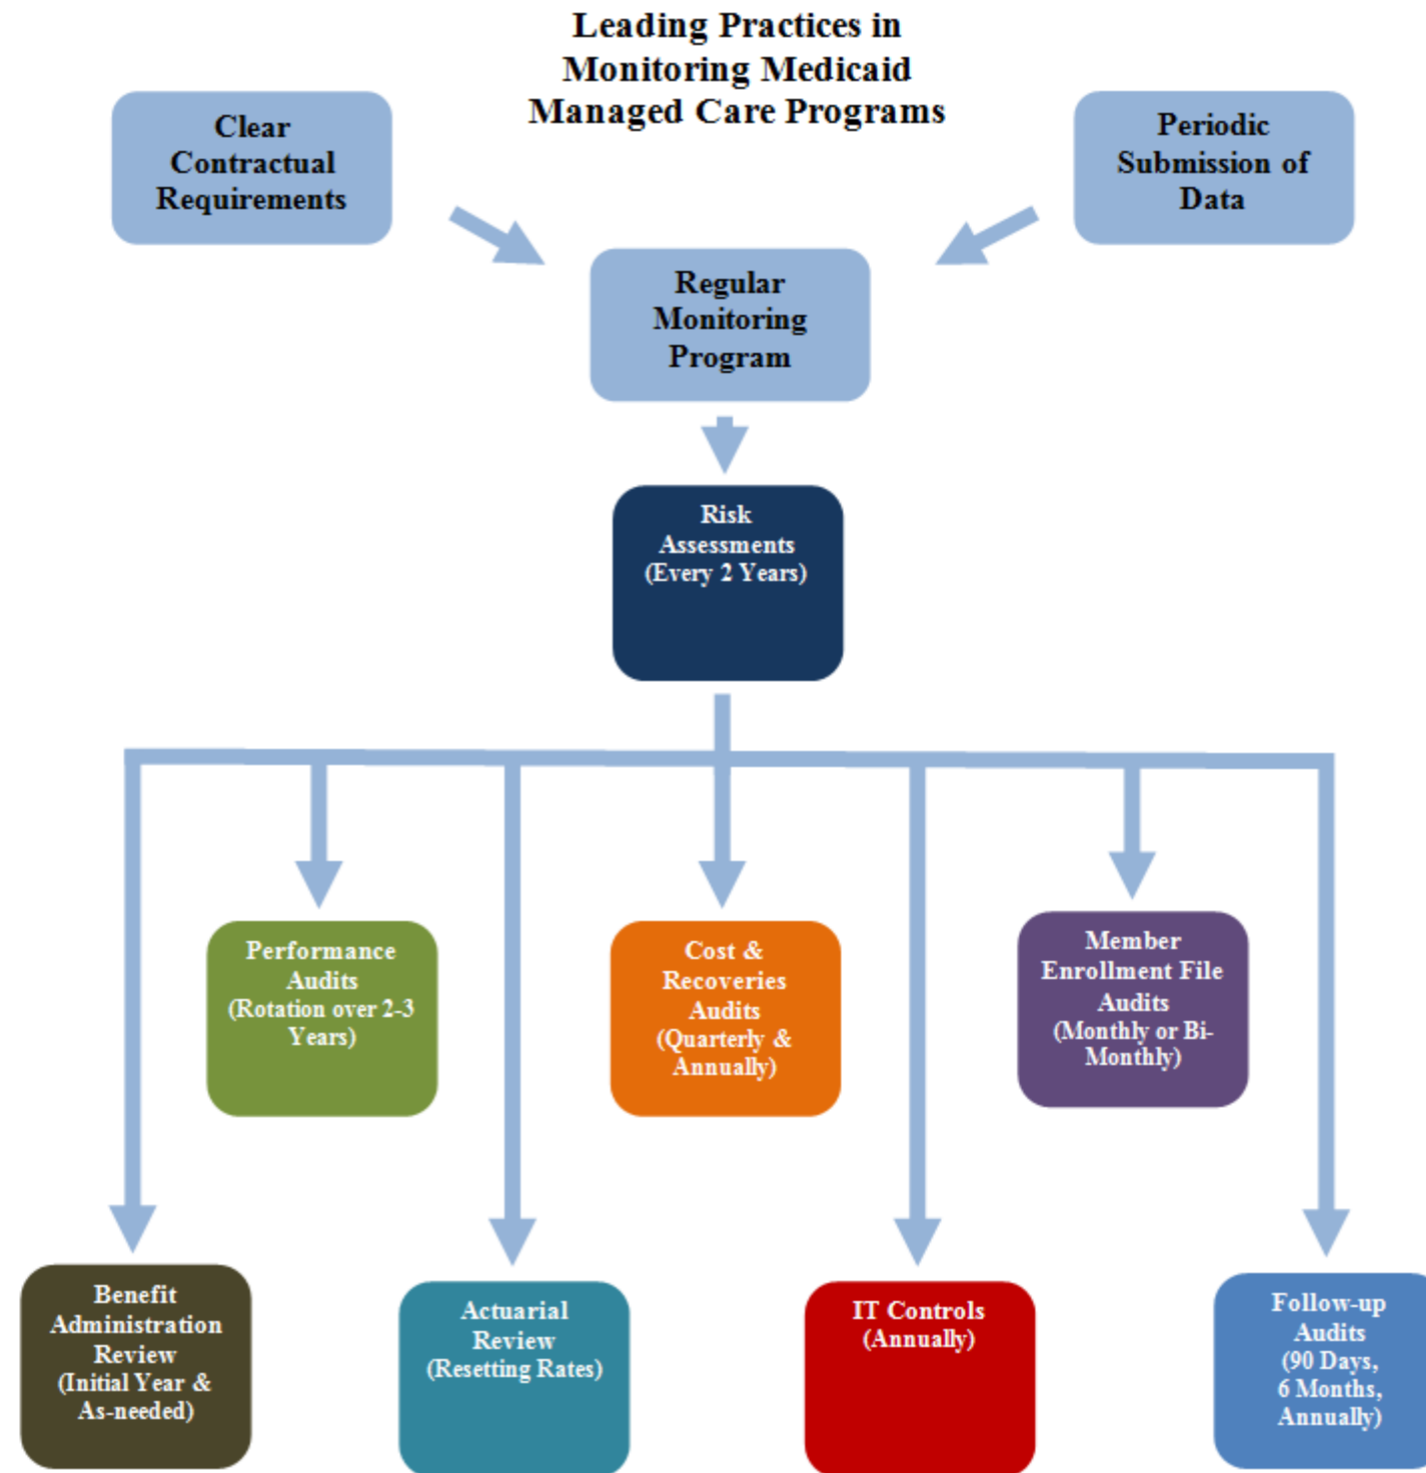 Leading Practices in
Monitoring Medicaid
Managed Care Programs
Clear
Contractual
Requirements
Periodic
Submission of
Data
Regular
Monitoring
Program
Risk
Assessments
(Every 2 Years)
Performance
Audits
(Rotation over 2-3
Years)
Cost &
Recoveries
Audits
(Quarterly &
Annually)
Member
Enrollment File
Audits
(Monthly or Bi-
Monthly)
Benefit
Administration
Review
(Initial Year &
As-needed)
Actuarial
Review
(Resetting Rates)
IT Controls
(Annually)
Follow-up
Audits
(90 Days,
6 Months,
Annually)